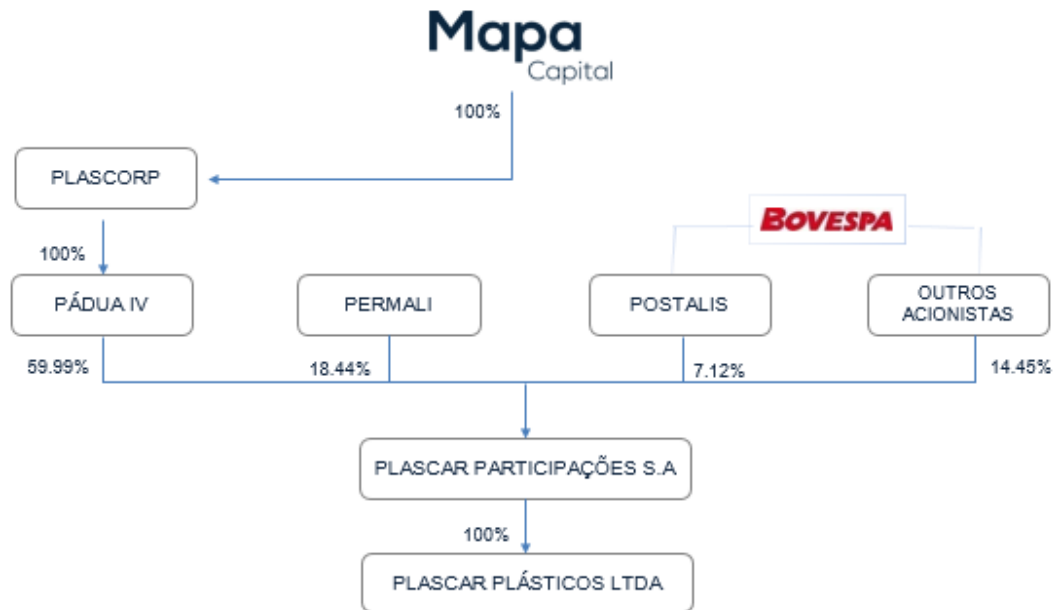 Mapa
Capital
100%
PLASCORP
BOVESPA
100%
PÁDUA IV
PERMALI
POSTALIS
OUTROS
ACIONISTAS
59.99%
18.44%
7.12%
14.45%
PLASCAR PARTICIPAÇÕES S.A
100%
PLASCAR PLÁSTICOS LTDA